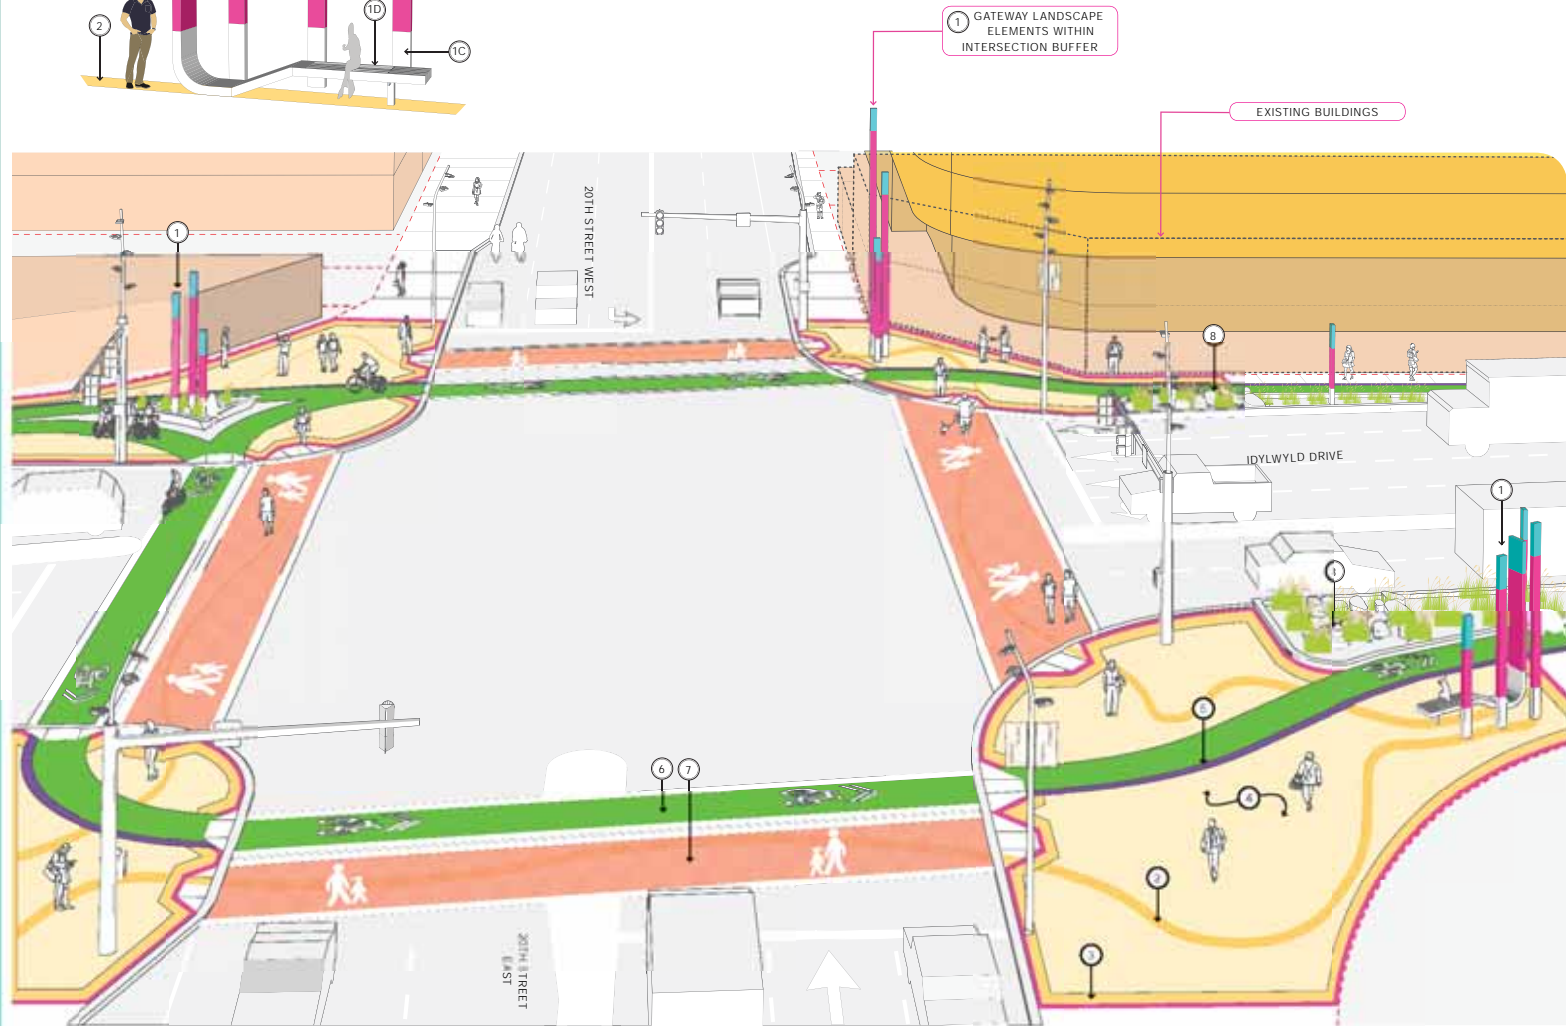 2
1D
1C
1 GATEWAY LANDSCAPE
ELEMENTS WITHIN
INTERSECTION BUFFER
EXISTING BUILDINGS
20TH STREET WEST
1
8
IDYLWYLD DRIVE
1
5
6
7
4
2
3
20TH STREET
EAST